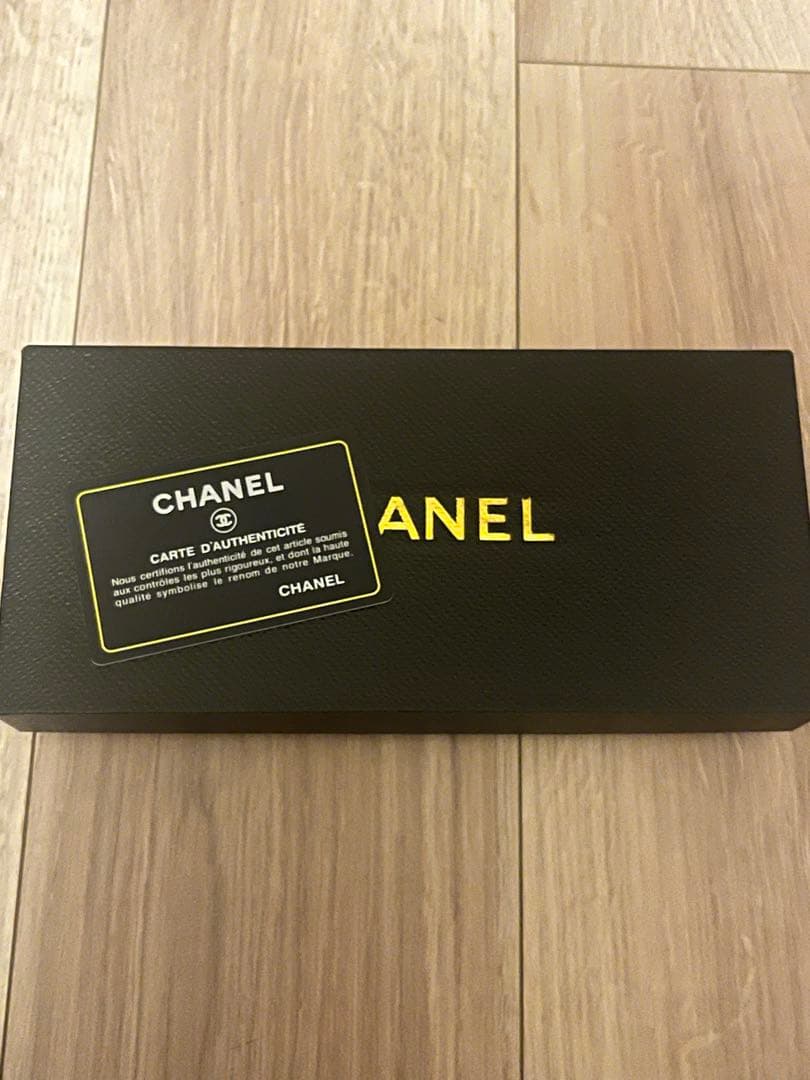 CHANEL
CARTE D'AUTHENTICITE
Nous certifions l'authenticité de cet article soumis
aux contrôles les plus rigoureux, et dont la haute
qualité symbolise le renom de notre Marque.
CHANEL
ANEL